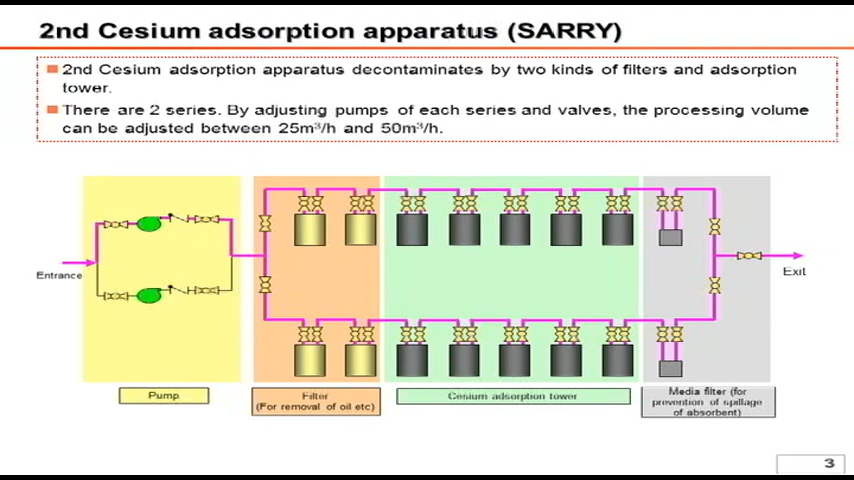 2nd Cesium adsorption apparatus (SARRY)
2nd Cesium adsorption apparatus decontaminates by two kinds of filters and adsorption
tower.
There are 2 series. By adjusting pumps of each series and valves, the processing volume
can be adjusted between 25m³/h and 50m³/h.
Entrance
Exit
Pump
Filter
(For removal of oil etc)
Cesium adsorption tower
Media filter (for
prevention of spillage
of absorbent)
3